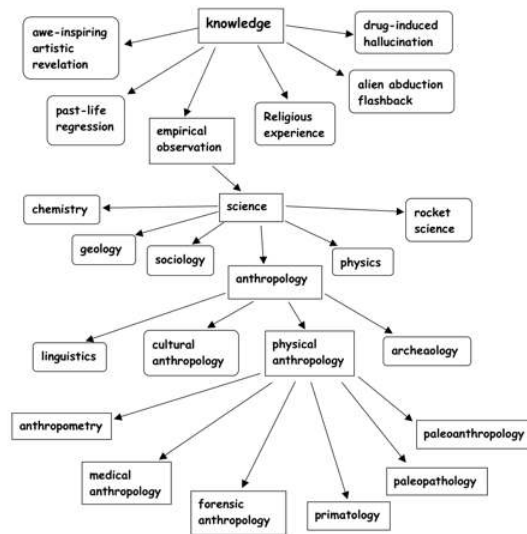 knowledge
awe-inspiring
artistic
revelation
drug-induced
hallucination
past-life
regression
empirical
observation
Religious
experience
alien abduction
flashback
chemistry
science
rocket
science
geology
sociology
physics
anthropology
linguistics
cultural
anthropology
physical
anthropology
archeaology
anthropometry
paleoanthropology
medical
anthropology
paleopathology
forensic
anthropology
primatology